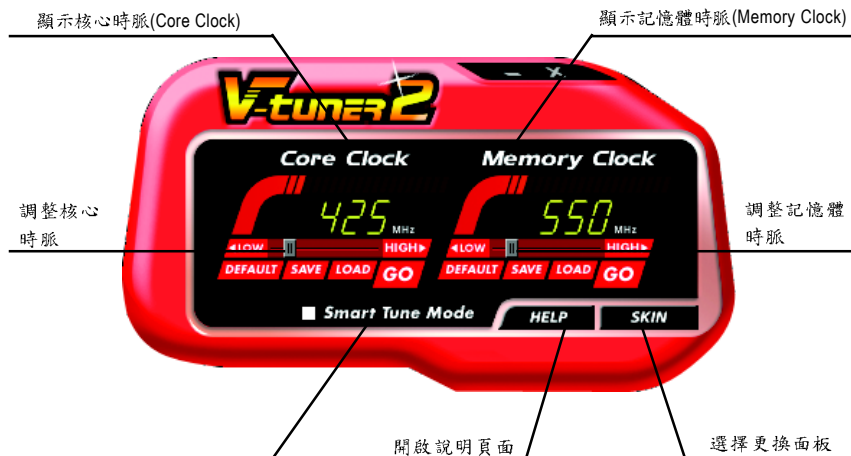 顯示核心時脈(Core Clock)
顯示記憶體時脈(Memory Clock)
V-tuner2
Core Clock
Memory Clock
調整核心
時脈
425 MHz
550 MHz
調整記憶體
時脈
LOW
HIGH
LOW
HIGH
DEFAULT SAVE LOAD GO
DEFAULT SAVE LOAD GO
Smart Tune Mode
HELP
SKIN
開啟說明頁面
選擇更換面板